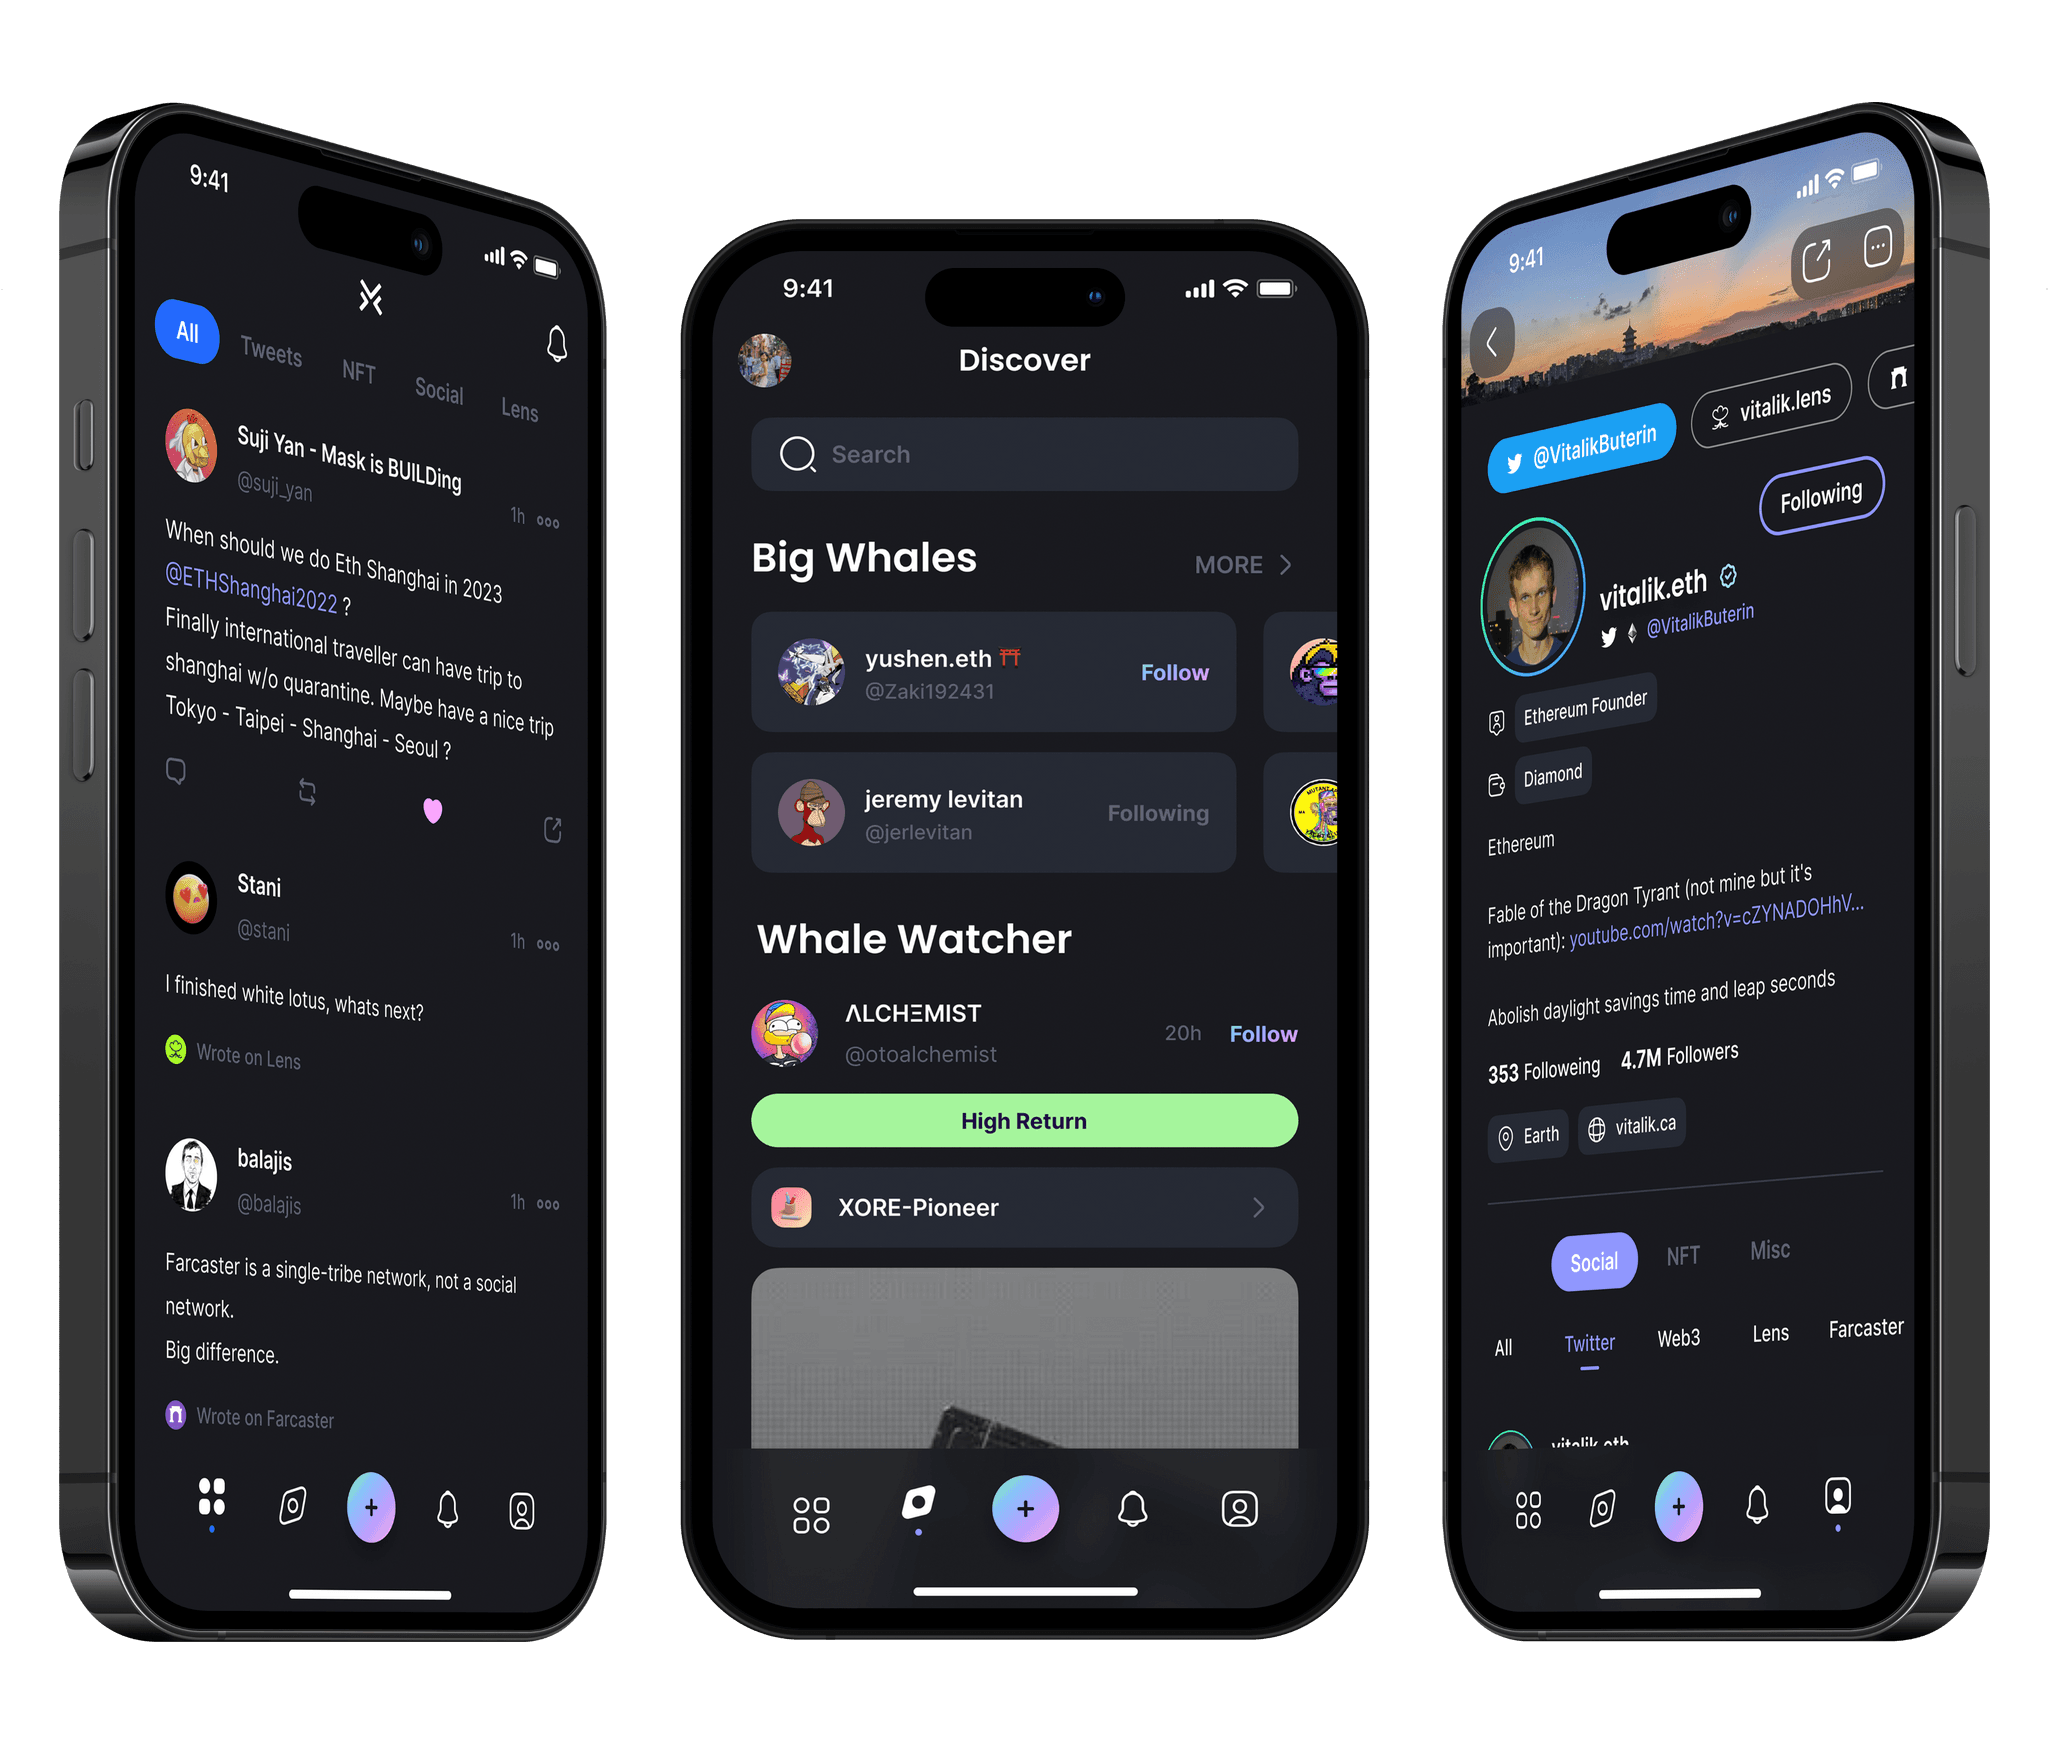 9:41
All
Tweets
NFT
Social
Lens
Suji Yan - Mask is BUILDing
@suji_yan
1h
When should we do Eth Shanghai in 2023
@ETHShanghai2022 ?
Finally international traveller can have trip to
shanghai w/o quarantine. Maybe have a nice trip
Tokyo - Taipei - Shanghai - Seoul ?
Stani
@stani
1h
I finished white lotus, whats next?
Wrote on Lens
balajis
@balajis
1h
Farcaster is a single-tribe network, not a social
network.
Big difference.
Wrote on Farcaster
9:41
Discover
Search
Big Whales
MORE
yushen.eth
@Zaki192431
Follow
jeremy levitan
@jerlevitan
Following
MUTANT
Whale Watcher
ΛLCHΞMIST
@otoalchemist
20h
Follow
High Return
XORE-Pioneer
9:41
@VitalikButerin
vitalik.lens
Following
vitalik.eth
@VitalikButerin
Ethereum Founder
Diamond
Ethereum
Fable of the Dragon Tyrant (not mine but it's
important): youtube.com/watch?v=cZYNADOHhV...
Abolish daylight savings time and leap seconds
353 Followeing
4.7M Followers
Earth
vitalik.ca
Social
NFT
Misc
All
Twitter
Web3
Lens
Farcaster
vitalik.eth